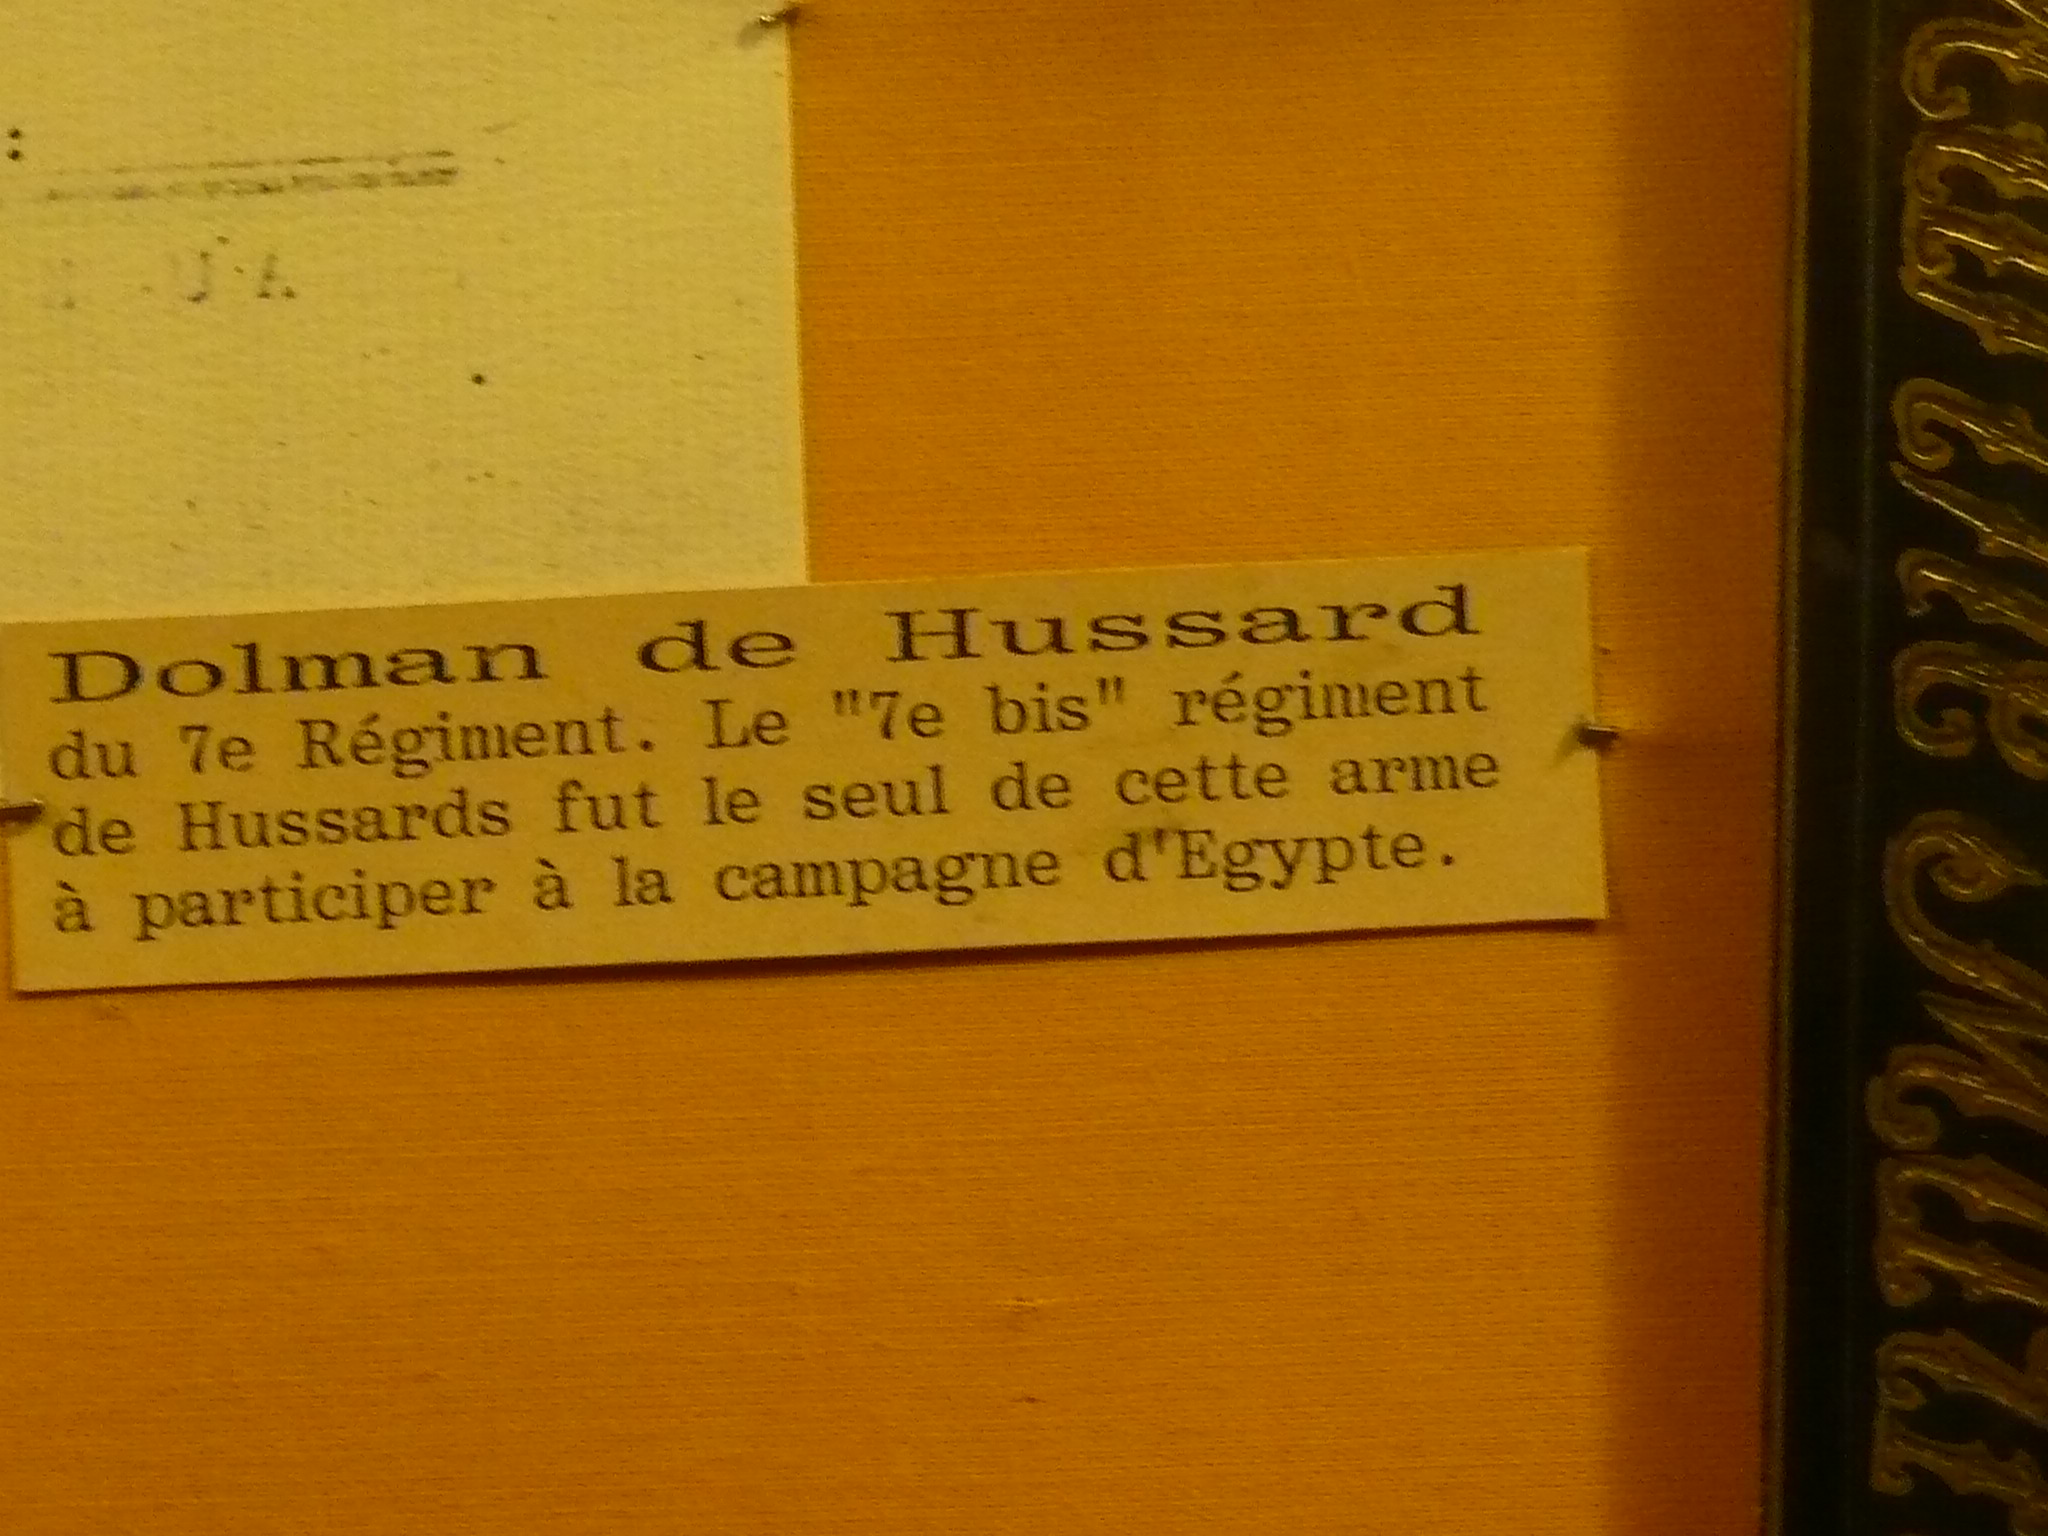 Dolman de Hussard
du 7e Régiment. Le "7e bis" régiment
de Hussards fut le seul de cette arme
à participer à la campagne d'Egypte.